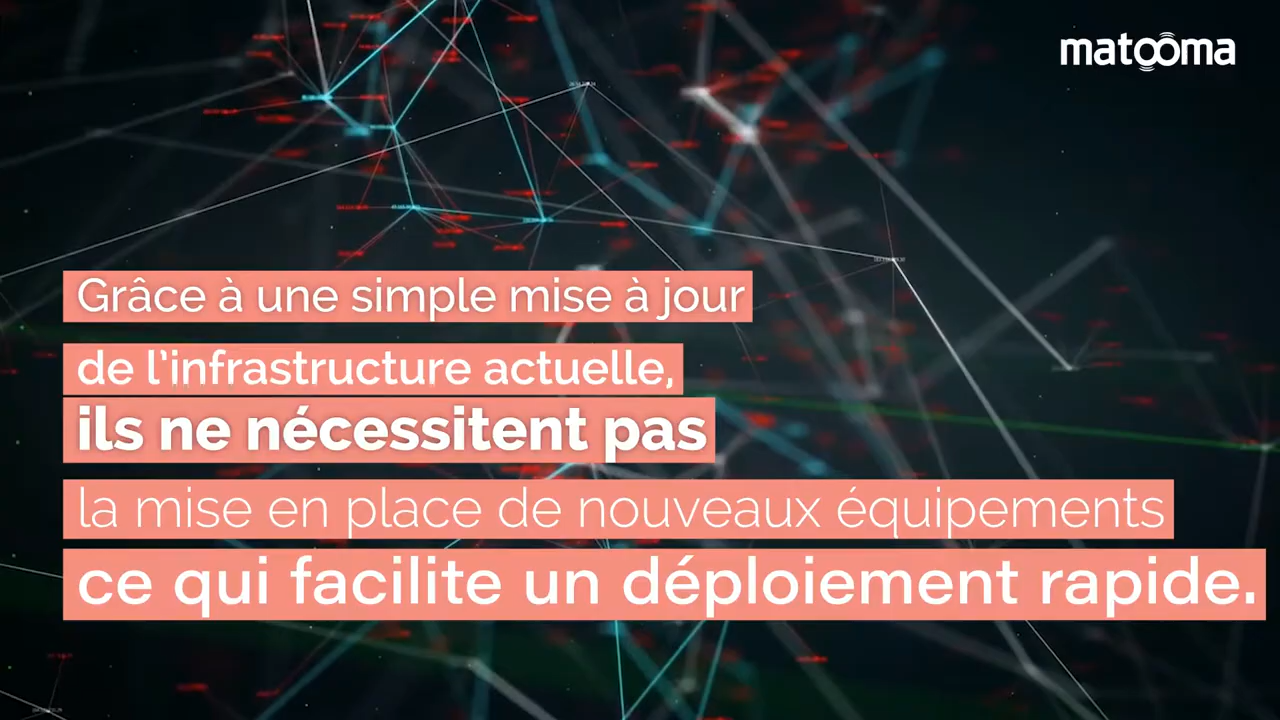 matooma
Grâce à une simple mise à jour
de l'infrastructure actuelle,
ils ne nécessitent pas
la mise en place de nouveaux équipements
ce qui facilite un déploiement rapide.